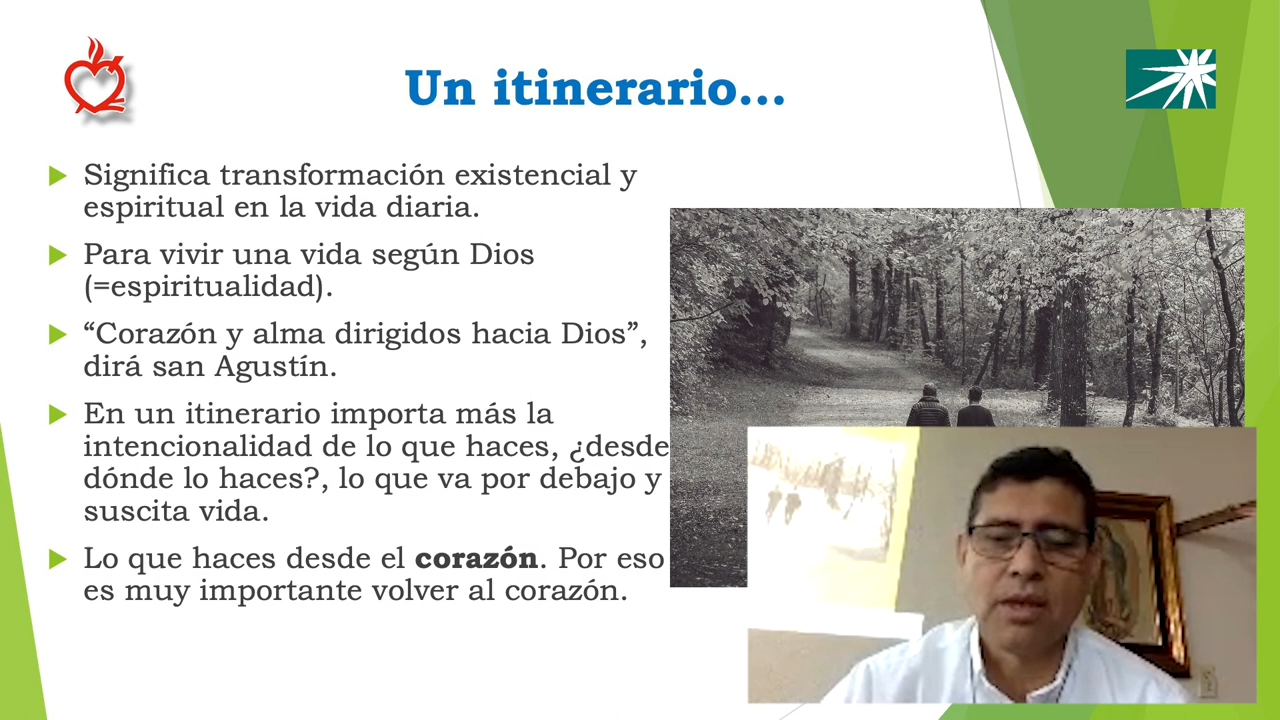 Un itinerario...
Significa transformación existencial y
espiritual en la vida diaria.
Para vivir una vida según Dios
(=espiritualidad).
“Corazón y alma dirigidos hacia Dios”,
dirá san Agustín.
En un itinerario importa más la
intencionalidad de lo que haces, ¿desde
dónde lo haces?, lo que va por debajo y
suscita vida.
Lo que haces desde el corazón. Por eso
es muy importante volver al corazón.